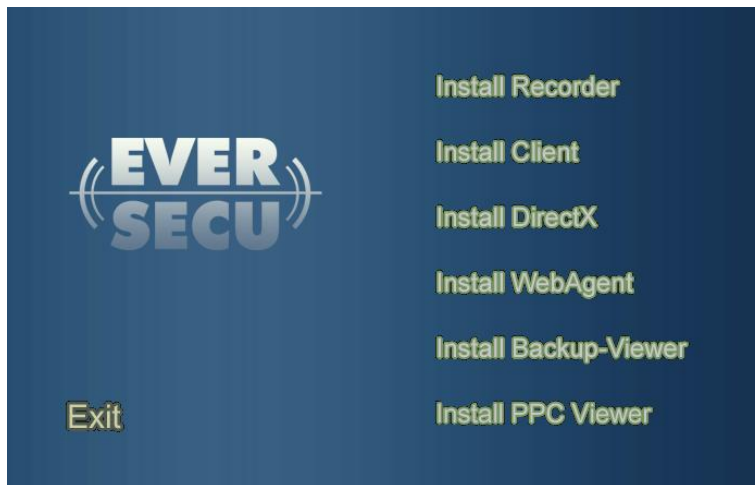 EVER
SECU
Install Recorder
Install Client
Install DirectX
Install WebAgent
Install Backup-Viewer
Install PPC Viewer
Exit